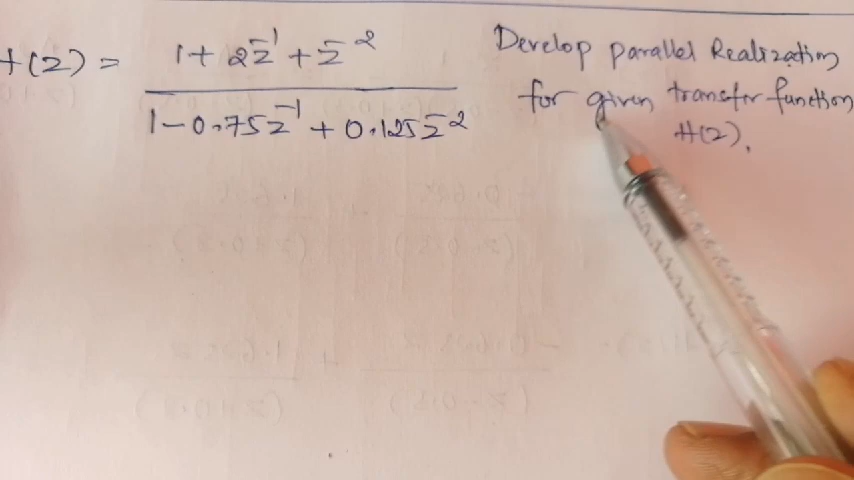 H(z) = 1 + 2z⁻¹ + z⁻²
1 - 0.75z⁻¹ + 0.125z⁻²
Develop parallel Realization
for given transfer function
H(z).